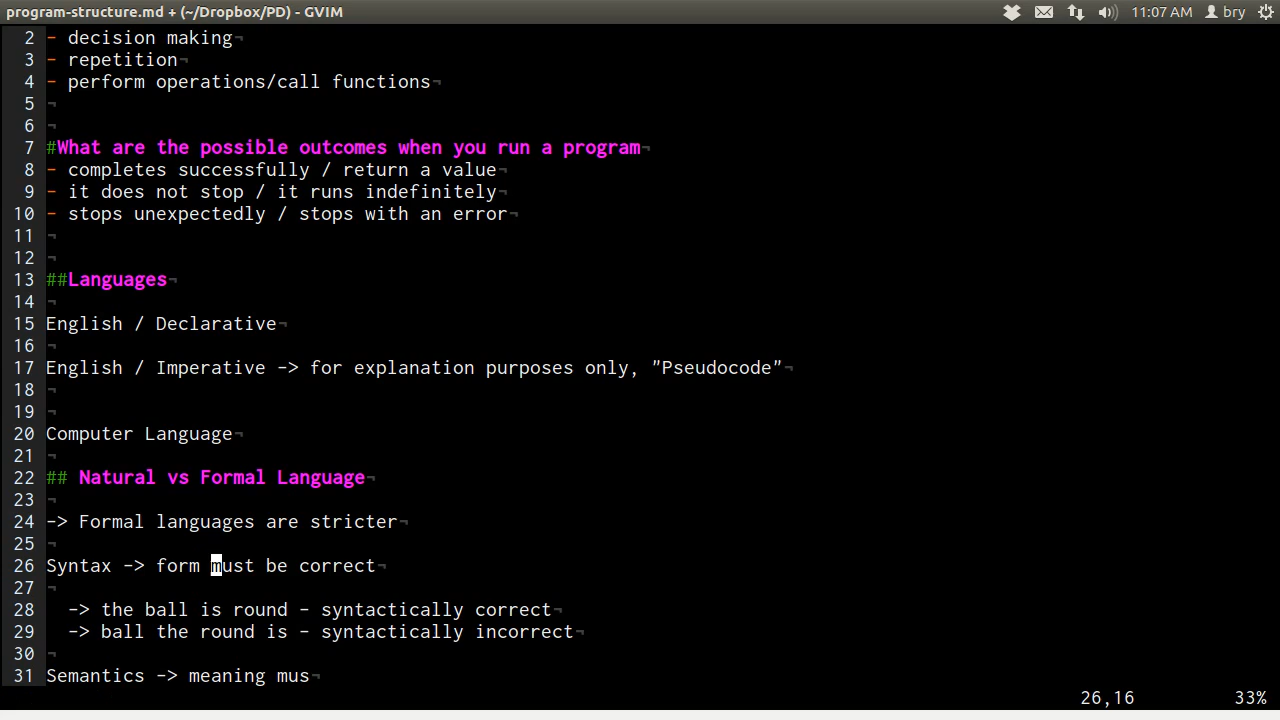 program-structure.md + (~/Dropbox/PD) - GVIM 11:07 AM bry
2 - decision making¬
3 - repetition¬
4 - perform operations/call functions¬
5 ¬
6 ¬
7 #What are the possible outcomes when you run a program¬
8 - completes successfully / return a value¬
9 - it does not stop / it runs indefinitely¬
10 - stops unexpectedly / stops with an error¬
11 ¬
12 ¬
13 ##Languages¬
14 ¬
15 English / Declarative¬
16 ¬
17 English / Imperative -> for explanation purposes only, "Pseudocode"¬
18 ¬
19 ¬
20 Computer Language¬
21 ¬
22 ## Natural vs Formal Language¬
23 ¬
24 -> Formal languages are stricter¬
25 ¬
26 Syntax -> form must be correct¬
27 ¬
28   -> the ball is round - syntactically correct¬
29   -> ball the round is - syntactically incorrect¬
30 ¬
31 Semantics -> meaning mus¬
26,16 33%